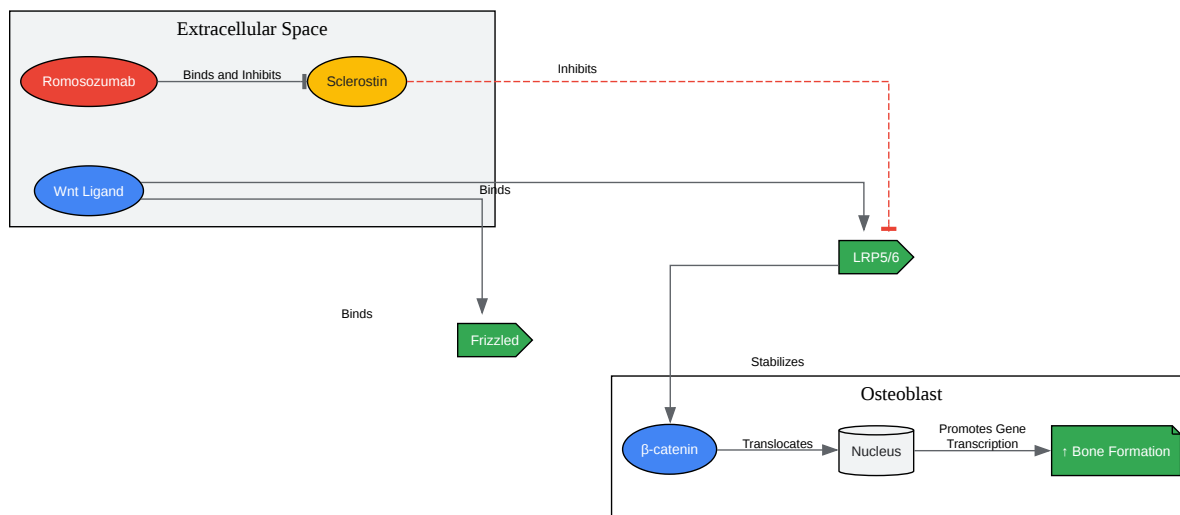 Extracellular Space
Romosozumab
Binds and Inhibits
Sclerostin
Inhibits
Wnt Ligand
Binds
LRP5/6
Binds
Frizzled
Stabilizes
Osteoblast
β-catenin
Translocates
Nucleus
Promotes Gene
Transcription
↑ Bone Formation